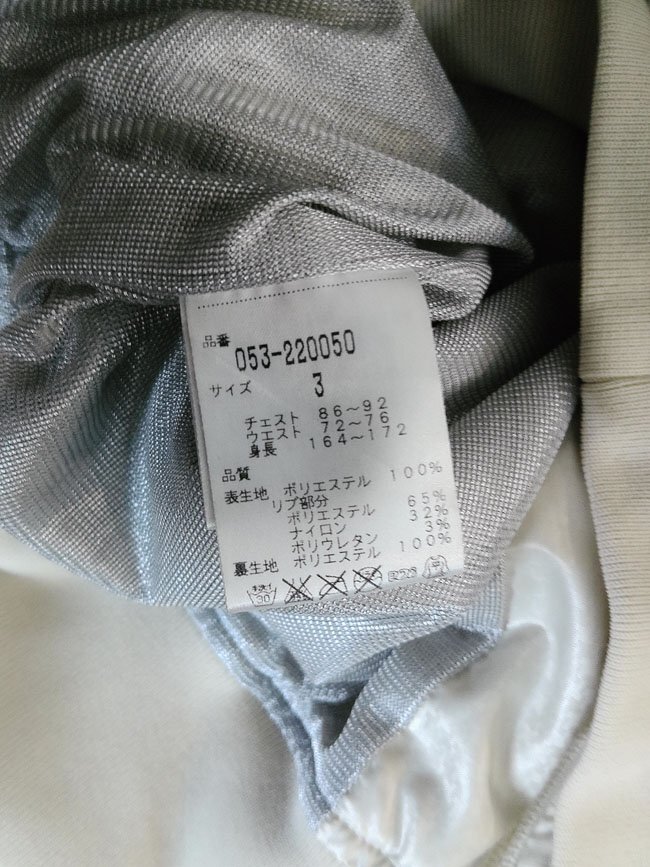 品番 053-220050
サイズ 3
チェスト 86～92
ウエスト 72～76
身長 164～172
品質
表生地 ポリエステル 100%
リブ部分
ポリエステル 65%
ナイロン 32%
ポリウレタン 3%
裏生地 ポリエステル 100%
30